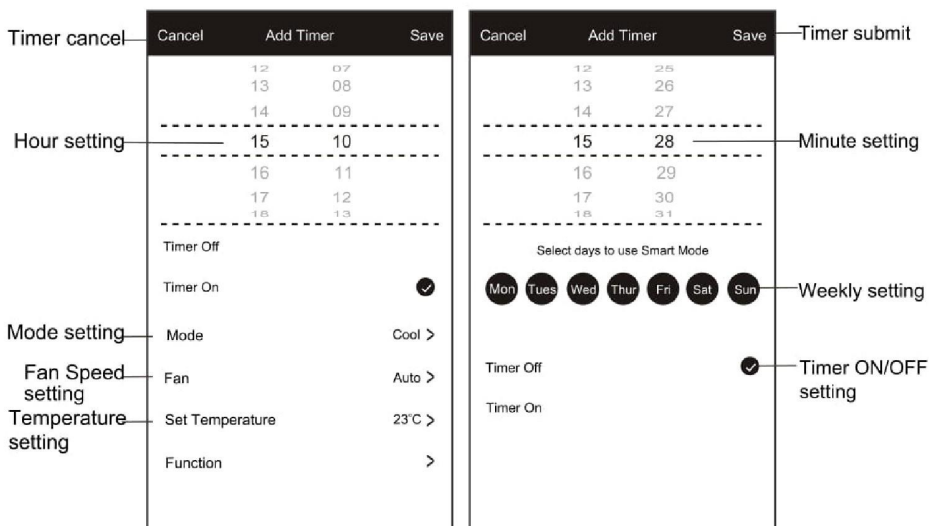 Timer cancel
Cancel Add Timer Save
12 07
13 08
14 09
Hour setting
15 10
16 11
17 12
18 13
Timer Off
Timer On
Mode setting
Mode Cool >
Fan Speed
setting
Fan Auto >
Temperature
setting
Set Temperature 23°C >
Function >
Cancel Add Timer Save
Timer submit
12 25
13 26
14 27
15 28
Minute setting
16 29
17 30
18 31
Select days to use Smart Mode
Mon Tues Wed Thur Fri Sat Sun
Weekly setting
Timer Off
Timer ON/OFF
setting
Timer On